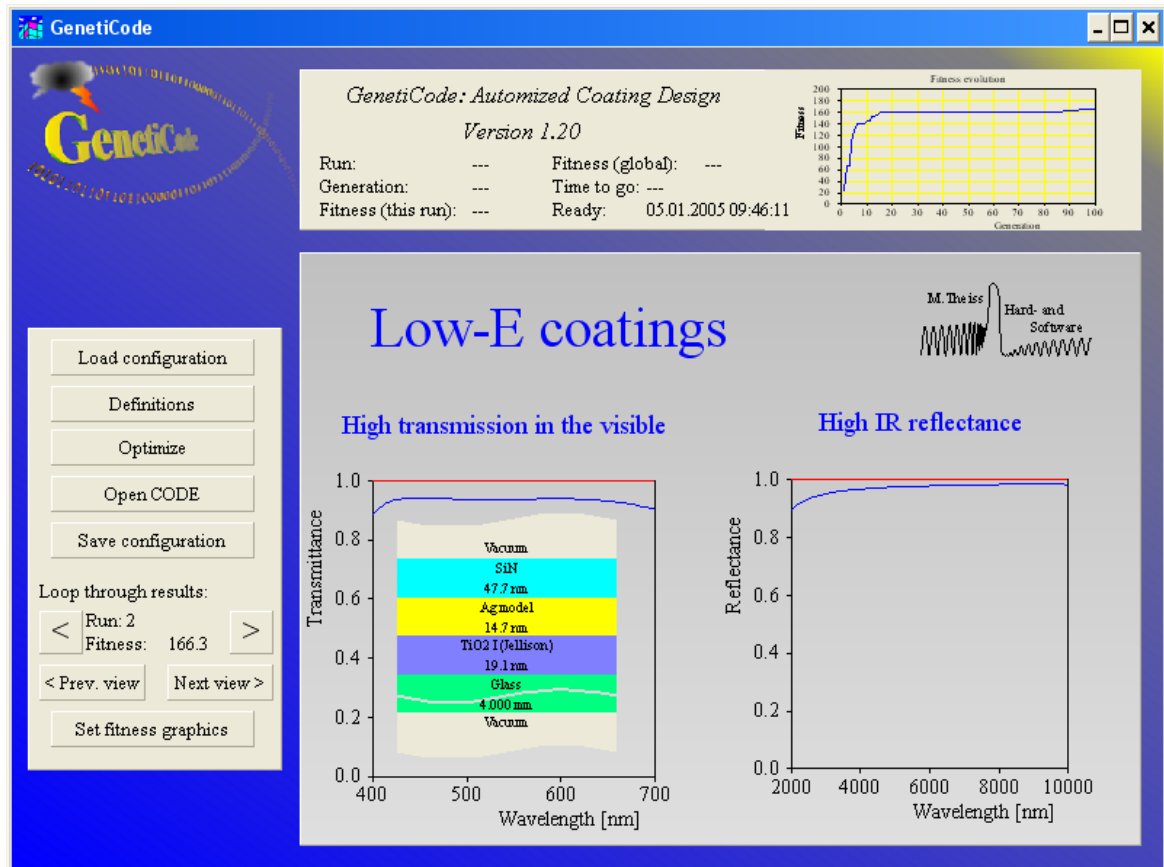 GenetiCode
GenetiCode
GenetiCode: Automized Coating Design
Version 1.20
Run: ---
Fitness (global): ---
Generation: ---
Time to go: ---
Fitness (this run): ---
Ready: 05.01.2005 09:46:11
Fitness evolution
Fitness
200
180
160
140
120
100
80
60
40
20
0
0 10 20 30 40 50 60 70 80 90 100
Generation
Load configuration
Definitions
Optimize
Open CODE
Save configuration
Loop through results:
<
Run: 2
Fitness: 166.3
>
< Prev. view
Next view >
Set fitness graphics
Low-E coatings
M. Theiss
Hard- and
Software
High transmission in the visible
Transmittance
1.0
0.8
0.6
0.4
0.2
0.0
400 500 600 700
Wavelength [nm]
Vacuum
SiN
47.7 nm
Ag model
14.7 nm
TiO2 I (Jellison)
19.1 nm
Glass
4.000 mm
Vacuum
High IR reflectance
Reflectance
1.0
0.8
0.6
0.4
0.2
0.0
2000 4000 6000 8000 10000
Wavelength [nm]